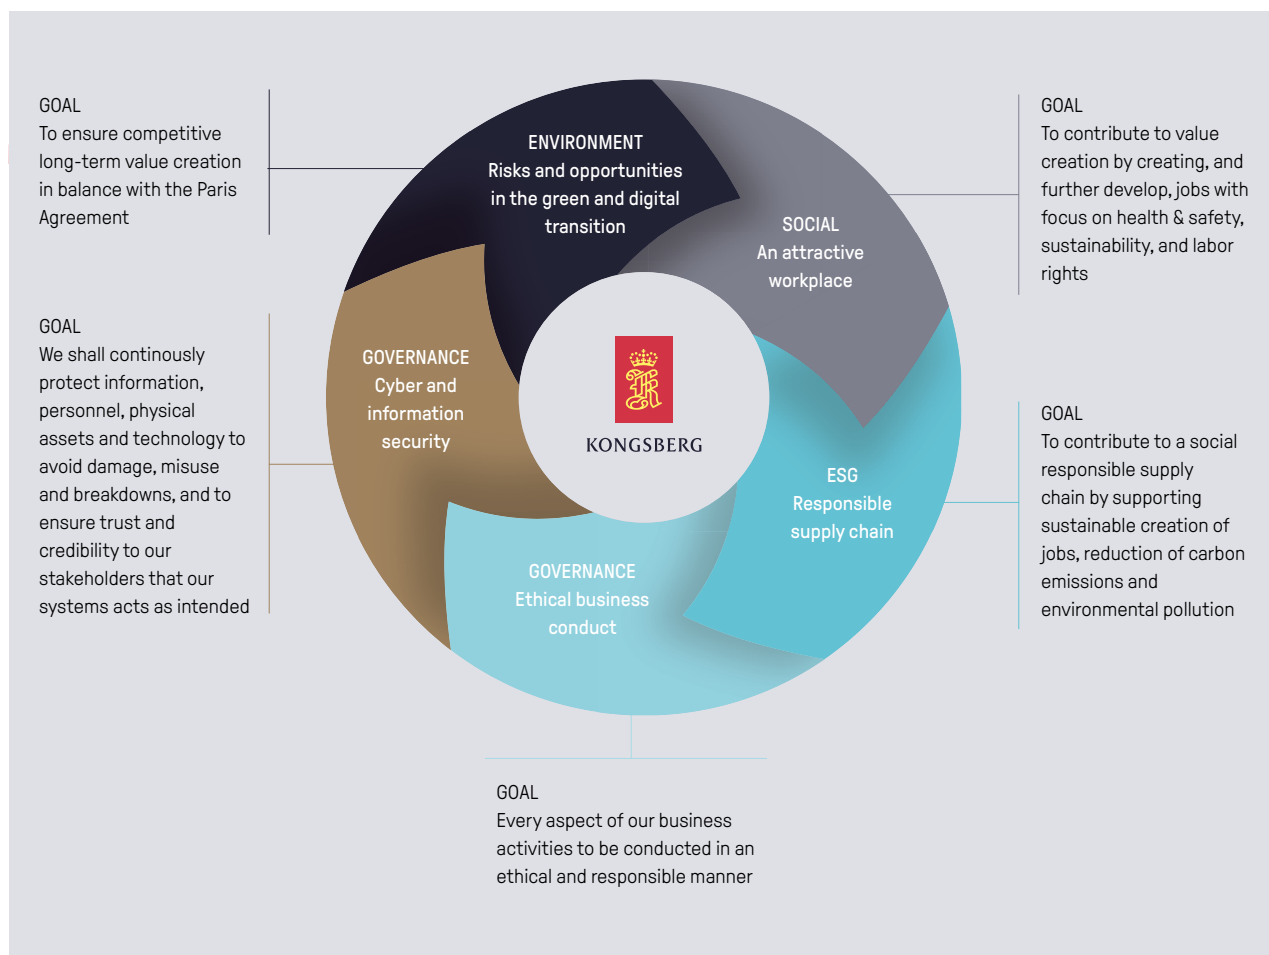 GOAL
To ensure competitive
long-term value creation
in balance with the Paris
Agreement
ENVIRONMENT
Risks and opportunities
in the green and digital
transition
SOCIAL
An attractive
workplace
GOAL
To contribute to value
creation by creating, and
further develop, jobs with
focus on health & safety,
sustainability, and labor
rights
GOAL
We shall continously
protect information,
personnel, physical
assets and technology to
avoid damage, misuse
and breakdowns, and to
ensure trust and
credibility to our
stakeholders that our
systems acts as intended
GOVERNANCE
Cyber and
information
security
KONGSBERG
ESG
Responsible
supply chain
GOAL
To contribute to a social
responsible supply
chain by supporting
sustainable creation of
jobs, reduction of carbon
emissions and
environmental pollution
GOVERNANCE
Ethical business
conduct
GOAL
Every aspect of our business
activities to be conducted in an
ethical and responsible manner